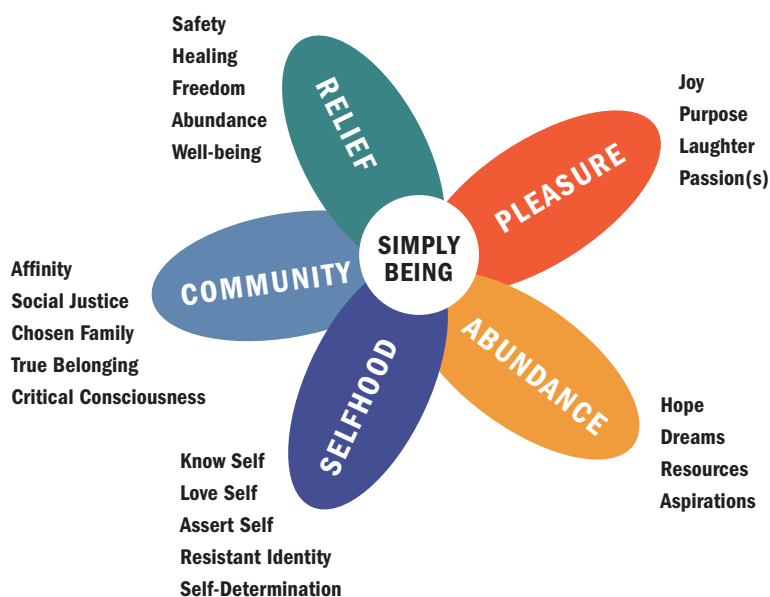 Safety
Healing
Freedom
Abundance
Well-being
RELIEF
Joy
Purpose
Laughter
Passion(s)
PLEASURE
SIMPLY
BEING
COMMUNITY
Affinity
Social Justice
Chosen Family
True Belonging
Critical Consciousness
ABUNDANCE
Hope
Dreams
Resources
Aspirations
SELFHOOD
Know Self
Love Self
Assert Self
Resistant Identity
Self-Determination